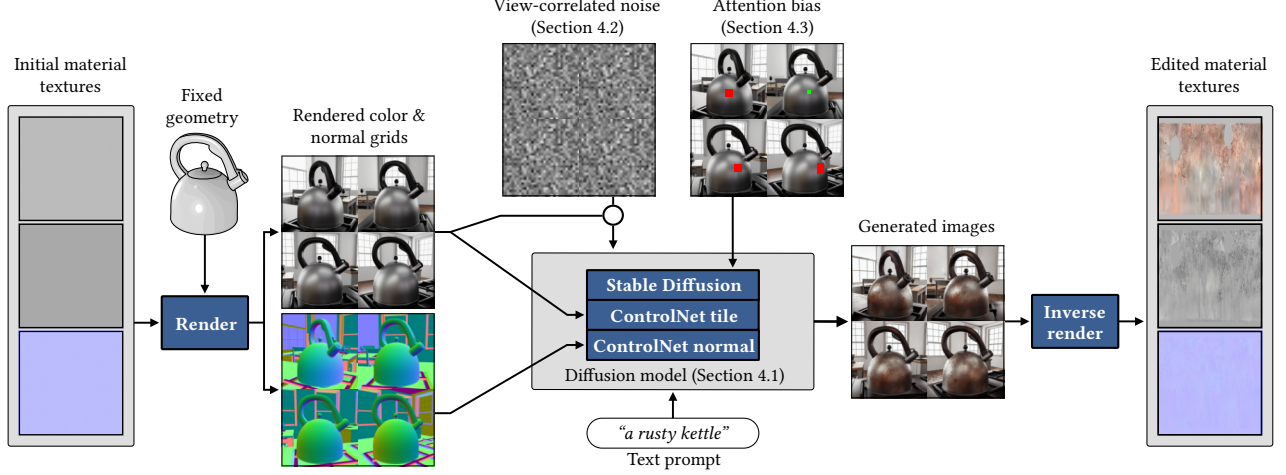 View-correlated noise
(Section 4.2)
Attention bias
(Section 4.3)
Initial material
textures
Fixed
geometry
Rendered color &
normal grids
Edited material
textures
Generated images
Render
Stable Diffusion
ControlNet tile
ControlNet normal
Diffusion model (Section 4.1)
Inverse
render
“a rusty kettle”
Text prompt